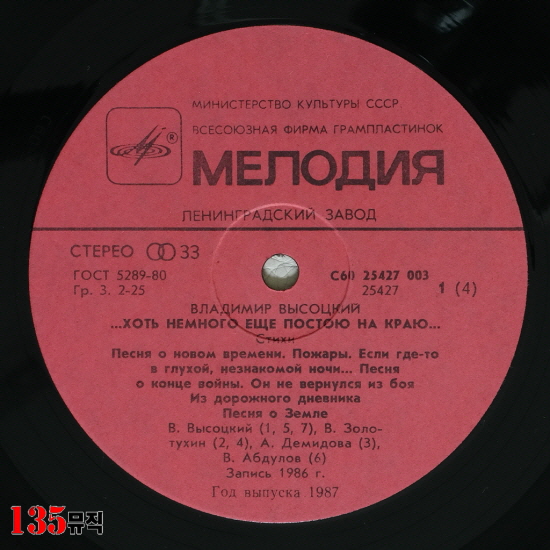 МИНИСТЕРСТВО КУЛЬТУРЫ СССР.
ВСЕСОЮЗНАЯ ФИРМА ГРАМПЛАСТИНОК
®
МЕЛОДИЯ
ЛЕНИНГРАДСКИЙ ЗАВОД
СТЕРЕО 33
ГОСТ 5289-80
Гр. 3. 2-25
С60 25427 003
25427 1 (4)
ВЛАДИМИР ВЫСОЦКИЙ
...ХОТЬ НЕМНОГО ЕЩЕ ПОСТОЮ НА КРАЮ...
Стихи
Песня о новом времени. Пожары. Если где-то
в глухой, незнакомой ночи... Песня
о конце войны. Он не вернулся из боя
Из дорожного дневника
Песня о Земле
В. Высоцкий (1, 5, 7), В. Золо-
тухин (2, 4), А. Демидова (3),
В. Абдулов (6)
Запись 1986 г.
Год выпуска 1987
135뮤직